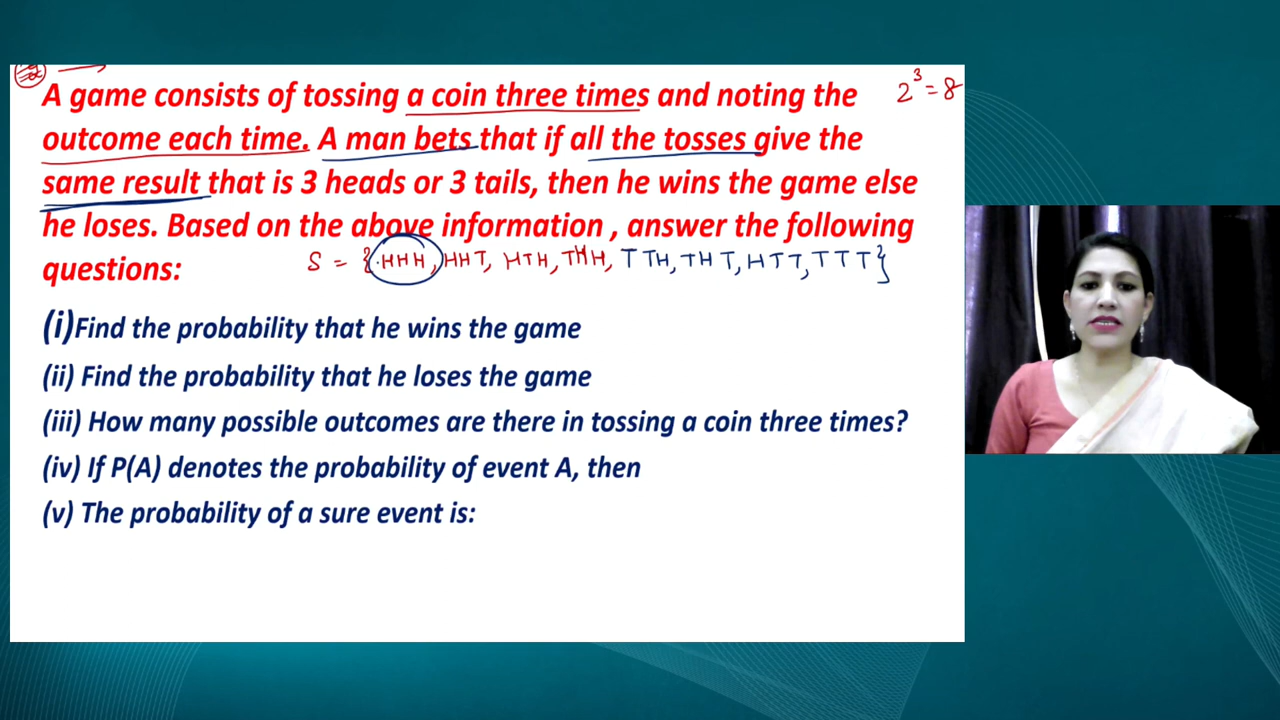 A game consists of tossing a coin three times and noting the 2³ = 8
outcome each time. A man bets that if all the tosses give the
same result that is 3 heads or 3 tails, then he wins the game else
he loses. Based on the above information , answer the following
questions: S = { HHH, HHT, HTH, THH, TTH, THT, HTT, TTT}
(i)Find the probability that he wins the game
(ii) Find the probability that he loses the game
(iii) How many possible outcomes are there in tossing a coin three times?
(iv) If P(A) denotes the probability of event A, then
(v) The probability of a sure event is: